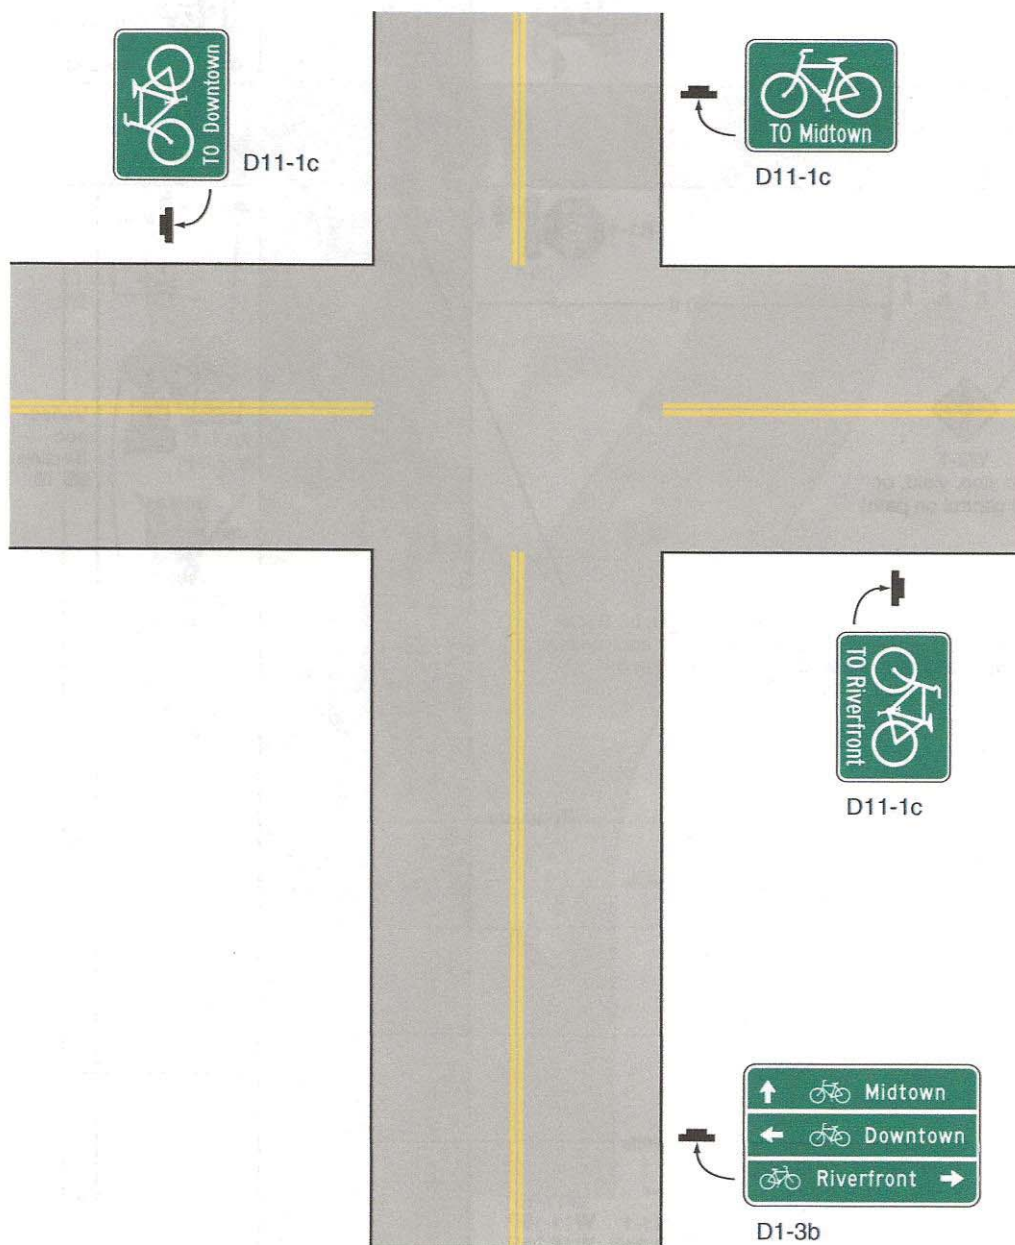 TO Downtown
D11-1c
TO Midtown
D11-1c
TO Riverfront
D11-1c
Midtown
Downtown
Riverfront
D1-3b